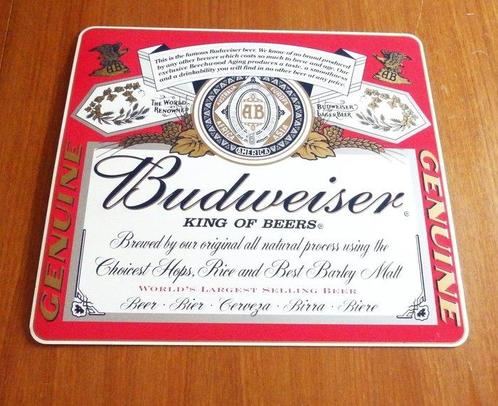 This is the famous Budweiser beer. We know of no brand produced
by any other brewer which costs so much to brew and age. Our
exclusive Beechwood Aging produces a taste, a smoothness
and a drinkability you will find in no other beer at any price.
AB
AB
THE WORLD
RENOWNED
AB
BUDWEISER
LAGER BEER
EUROPE
AMERICA
GENUINE
GENUINE
Budweiser®
KING OF BEERS®
Brewed by our original all natural process using the
Choicest Hops, Rice and Best Barley Malt
WORLD'S LARGEST SELLING BEER
Beer · Bier · Cerveza · Birra · Biere